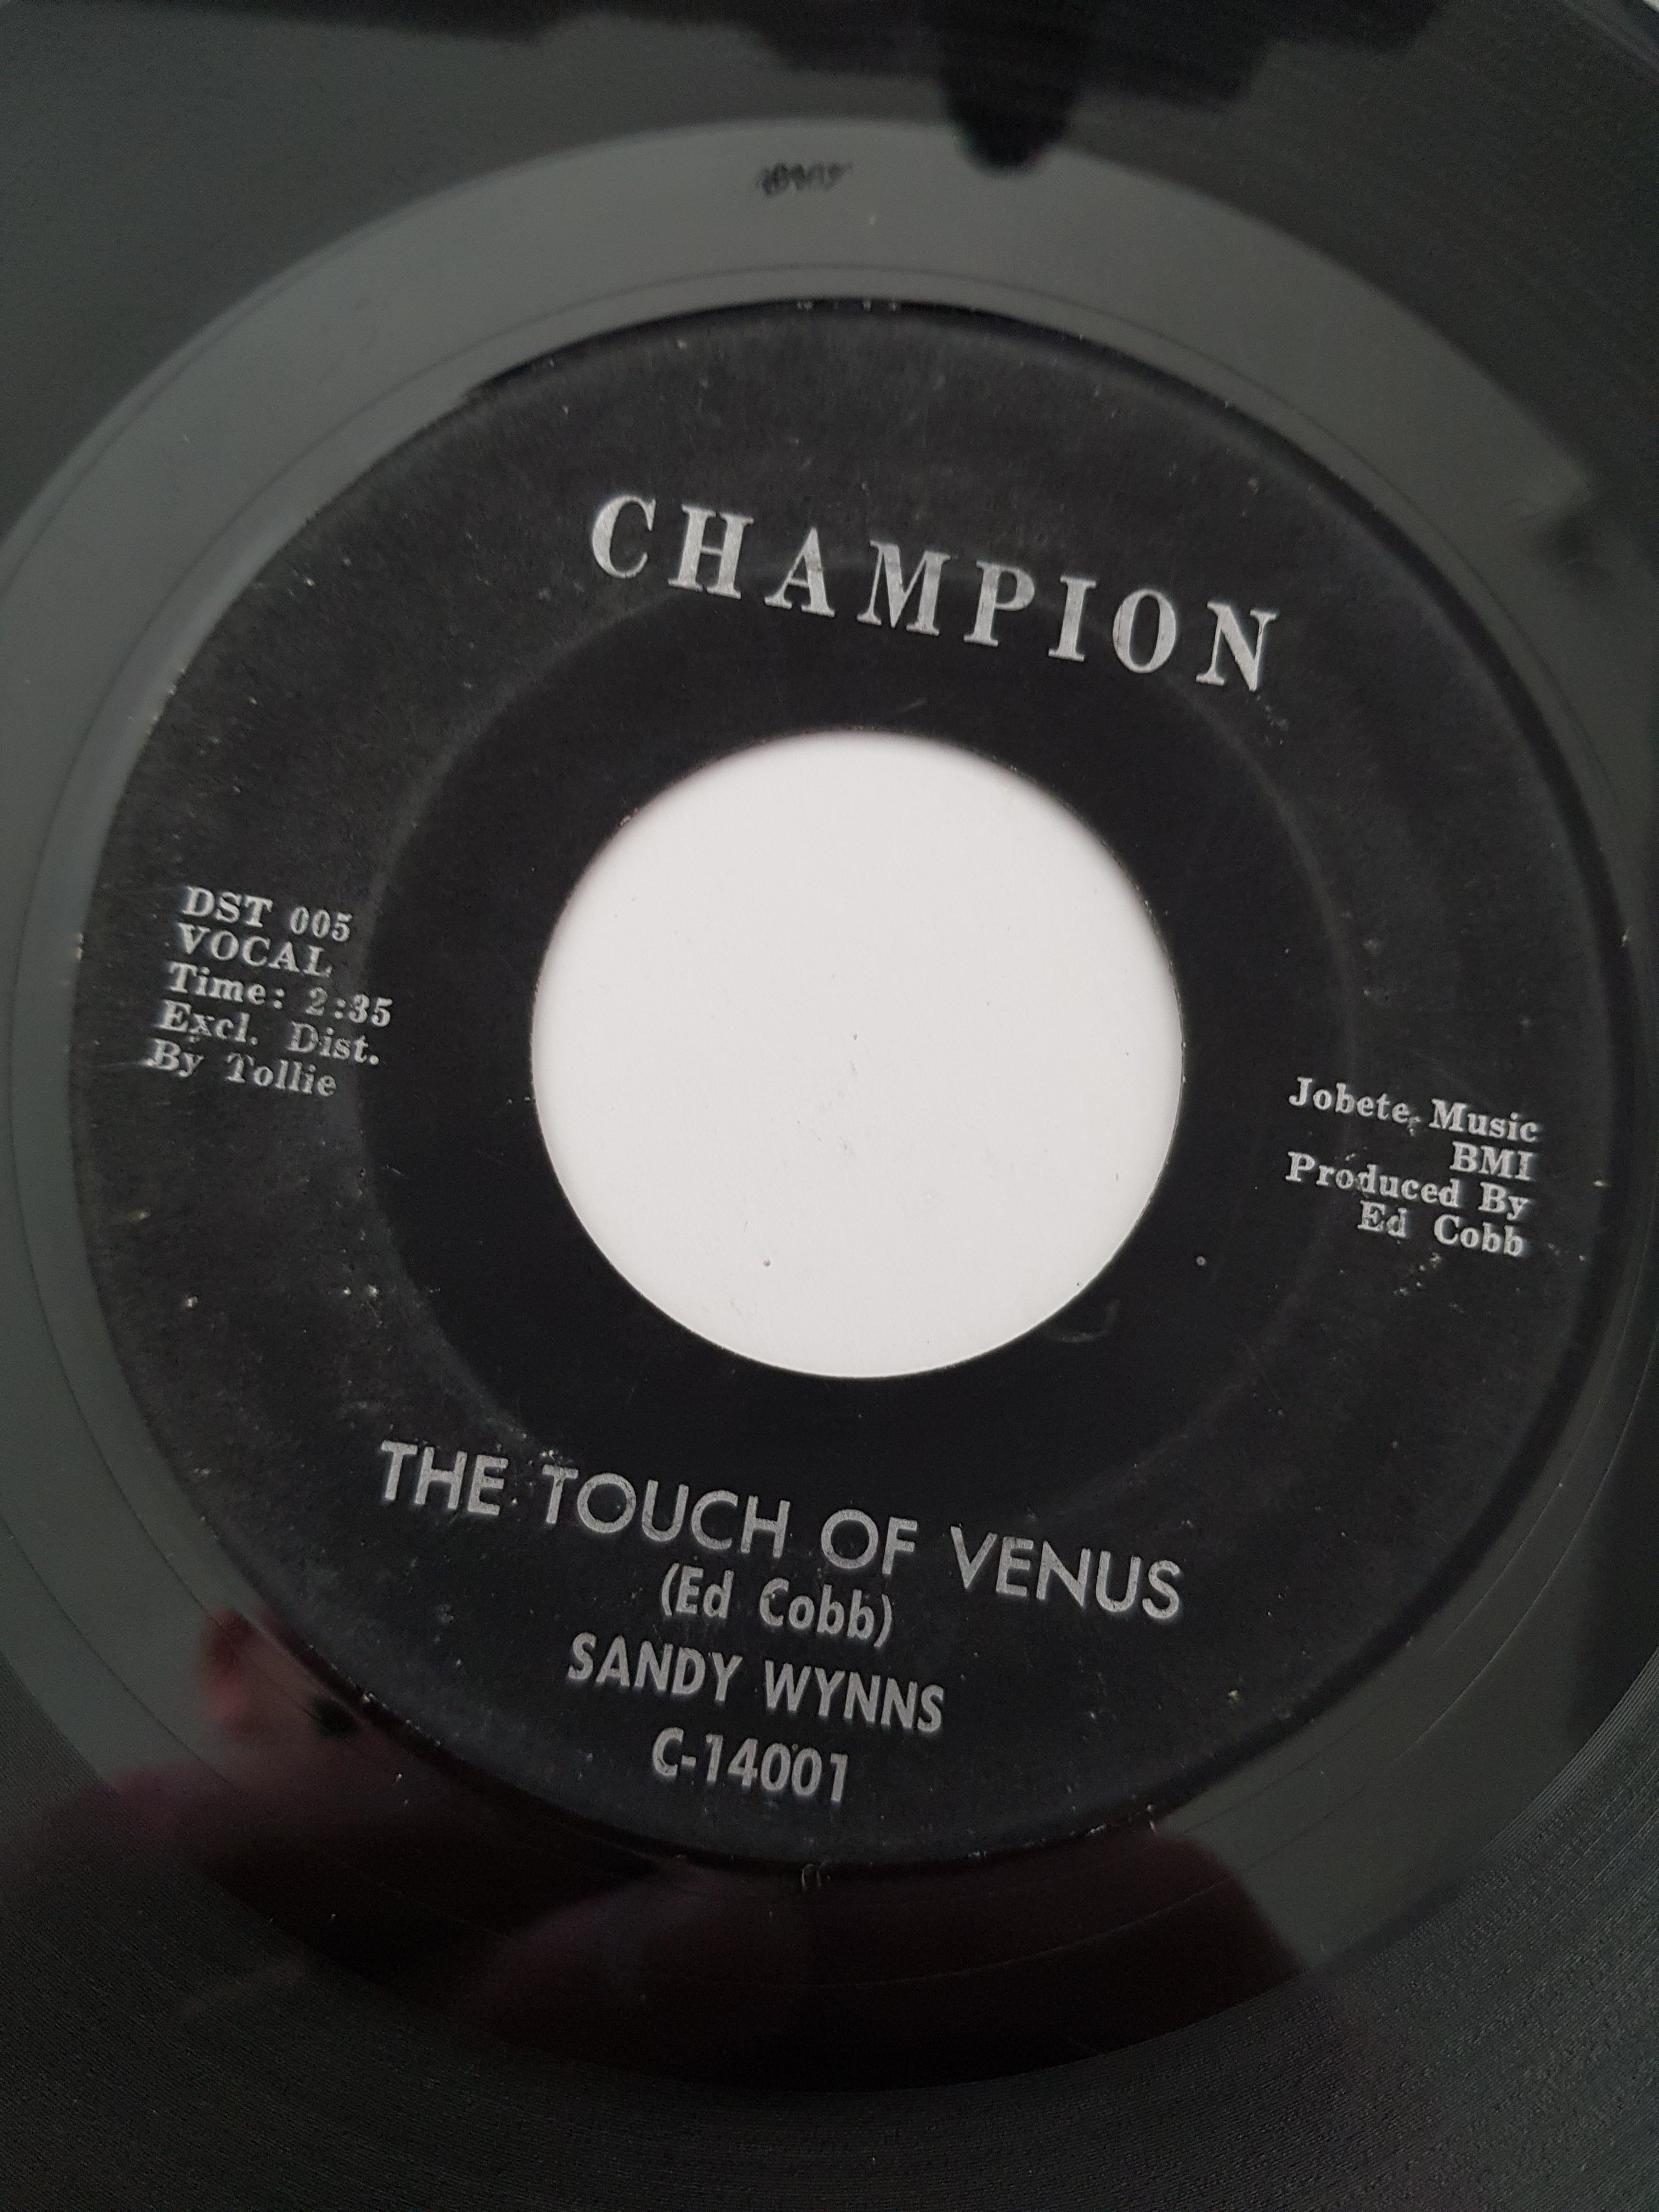 CHAMPION
DST 005
VOCAL
Time: 2:35
Excl. Dist.
By Tollie
Jobete Music
BMI
Produced By
Ed Cobb
THE TOUCH OF VENUS
(Ed Cobb)
SANDY WYNNS
C-14001